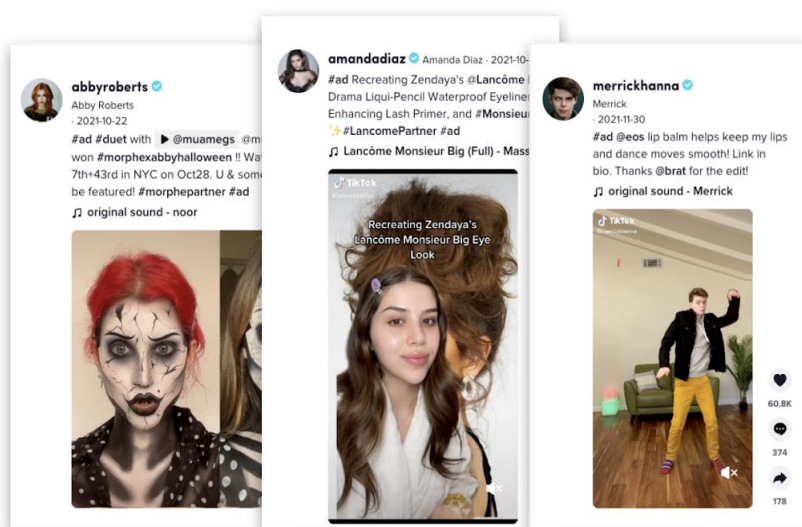 abbyroberts
Abby Roberts
· 2021-10-22
#ad #duet with ▶ @muamegs @m
won #morphexabbyhalloween !! Wa
7th+43rd in NYC on Oct28. U & some
be featured! #morphepartner #ad
♫ original sound - noor
amandadiaz Amanda Diaz · 2021-10-
#ad Recreating Zendaya's @Lancôme
Drama Liqui-Pencil Waterproof Eyeliner
Enhancing Lash Primer, and #Monsieur
✨#LancomePartner #ad
♫ Lancôme Monsieur Big (Full) - Mass
TikTok
Recreating Zendaya's
Lancôme Monsieur Big Eye
Look
merrickhanna
Merrick
· 2021-11-30
#ad @eos lip balm helps keep my lips
and dance moves smooth! Link in
bio. Thanks @brat for the edit!
♫ original sound - Merrick
TikTok
@merrickhanna
60.8K
374
178